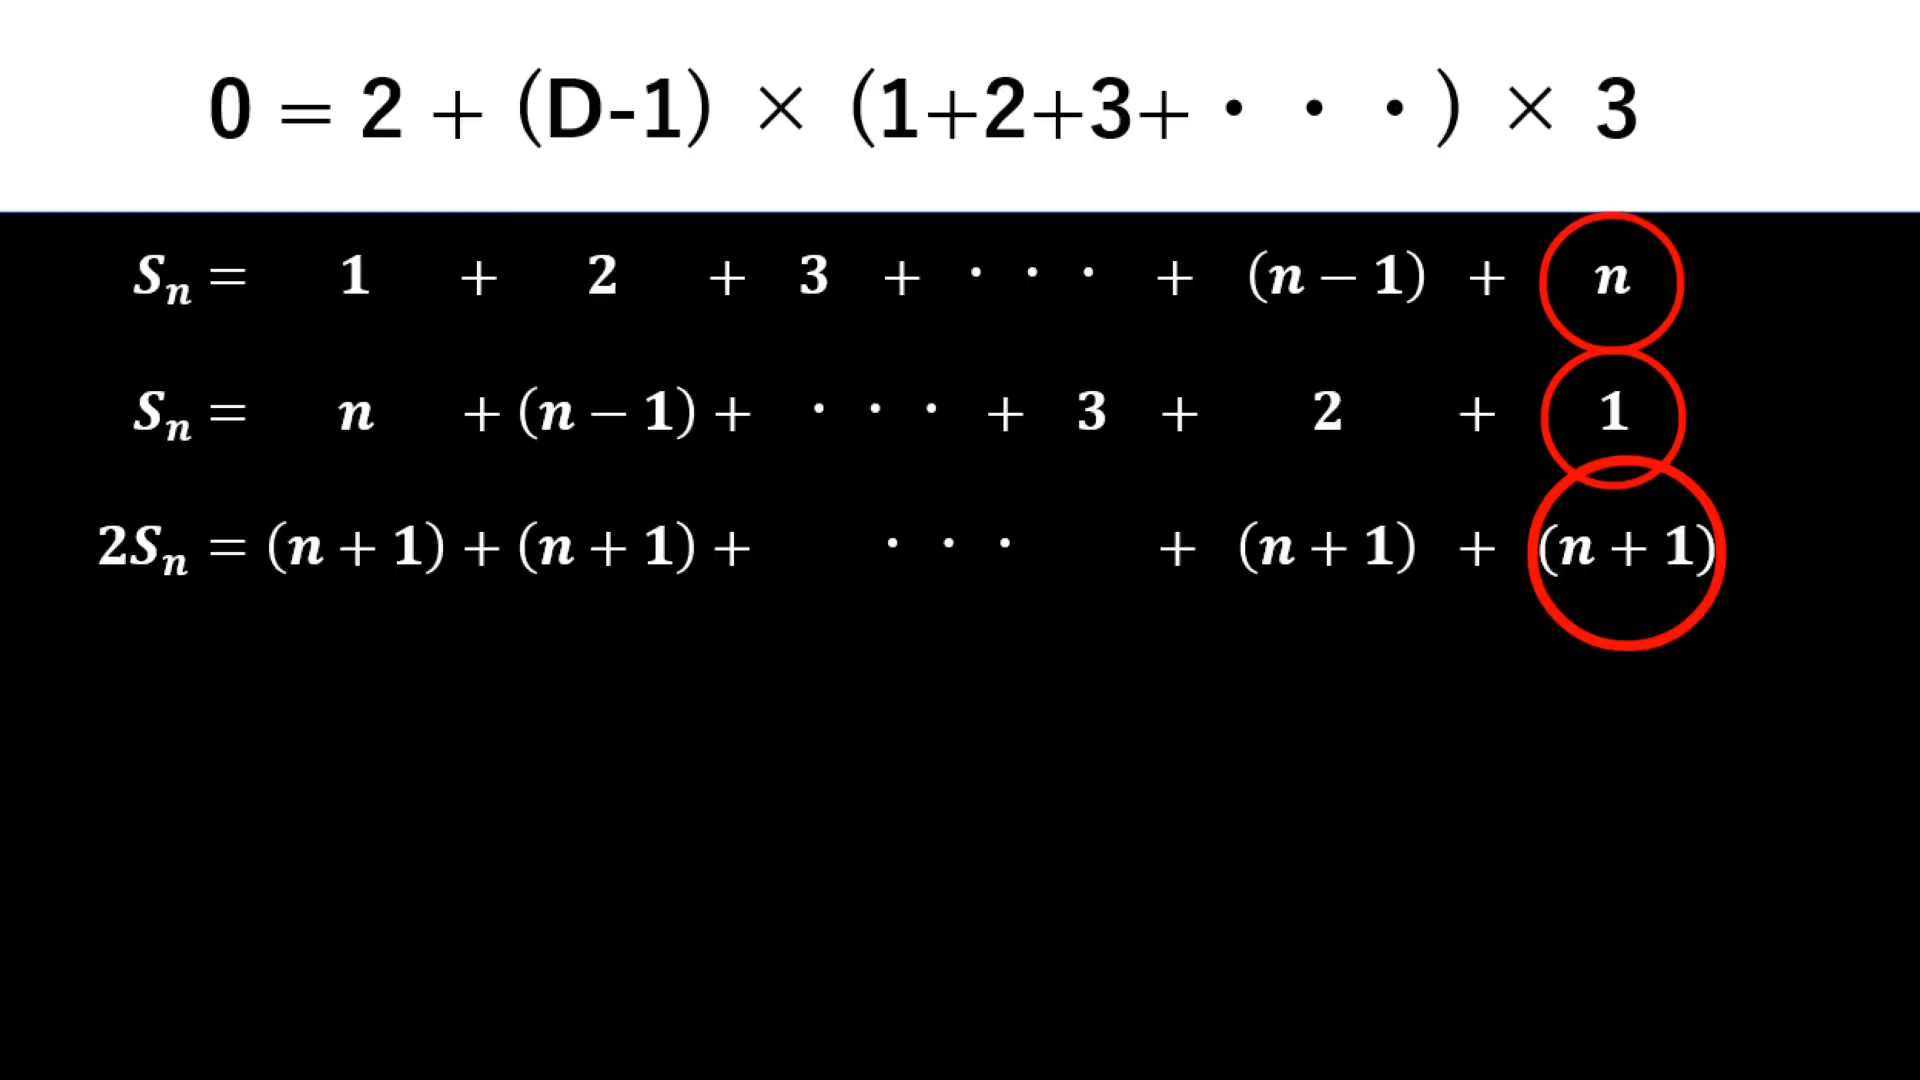 0 = 2 + (D-1) × (1+2+3+・・・) × 3
Sₙ = 1 + 2 + 3 + ・・・ + (n − 1) + n
Sₙ = n + (n − 1) + ・・・ + 3 + 2 + 1
2Sₙ = (n + 1) + (n + 1) + ・・・ + (n + 1) + (n + 1)